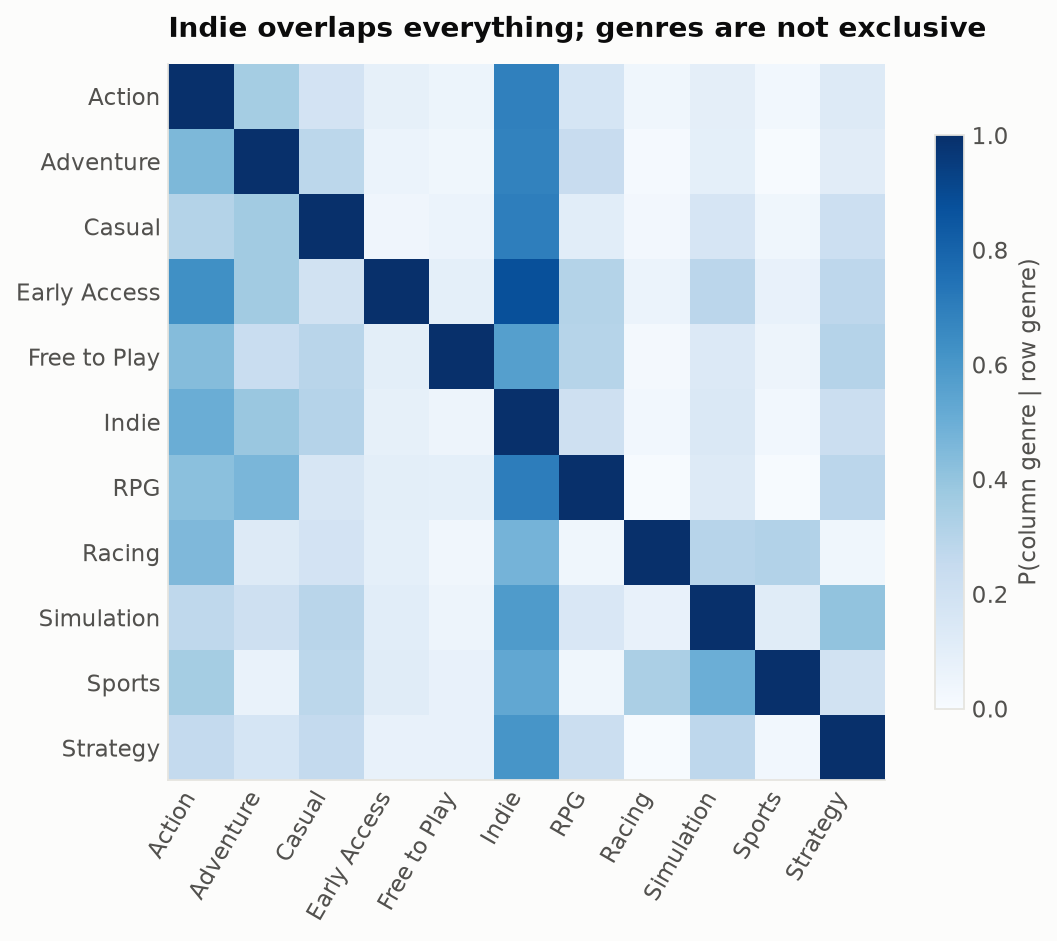 Indie overlaps everything; genres are not exclusive
Action
Adventure
Casual
Early Access
Free to Play
Indie
RPG
Racing
Simulation
Sports
Strategy
Action
Adventure
Casual
Early Access
Free to Play
Indie
RPG
Racing
Simulation
Sports
Strategy
1.0
0.8
0.6
0.4
0.2
0.0
P(column genre | row genre)